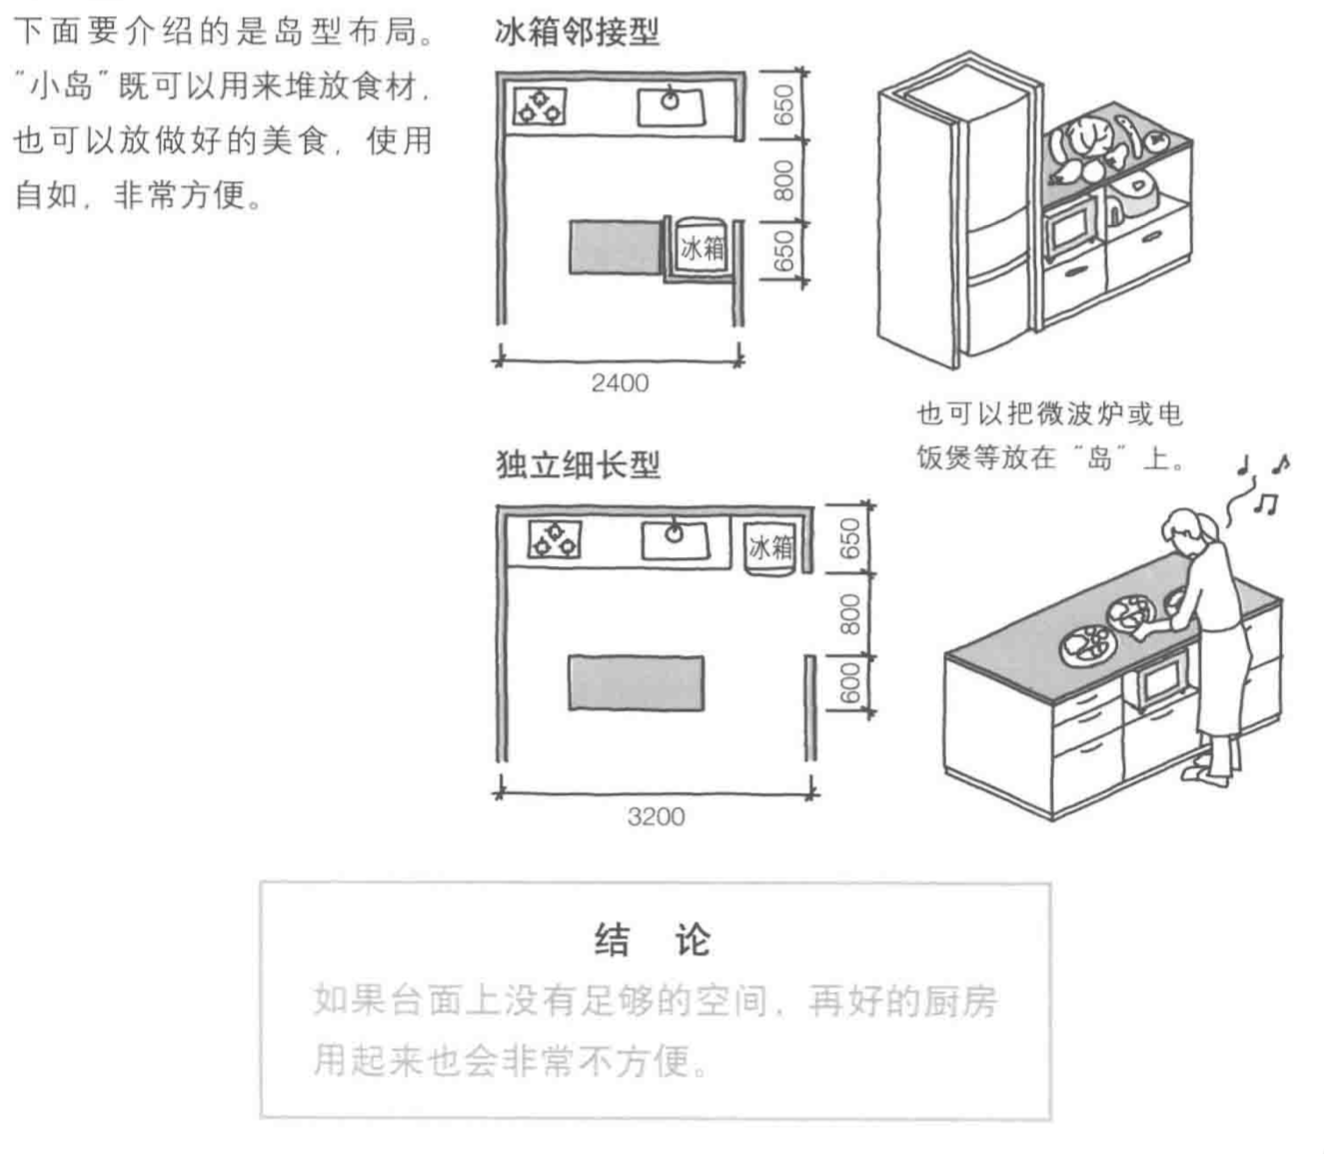 下面要介绍的是岛型布局。
“小岛”既可以用来堆放食材，
也可以放做好的美食，使用
自如，非常方便。
冰箱邻接型
冰箱
650
800
650
2400
也可以把微波炉或电
饭煲等放在“岛”上。
独立细长型
冰箱
650
800
600
3200
结 论
如果台面上没有足够的空间，再好的厨房
用起来也会非常不方便。